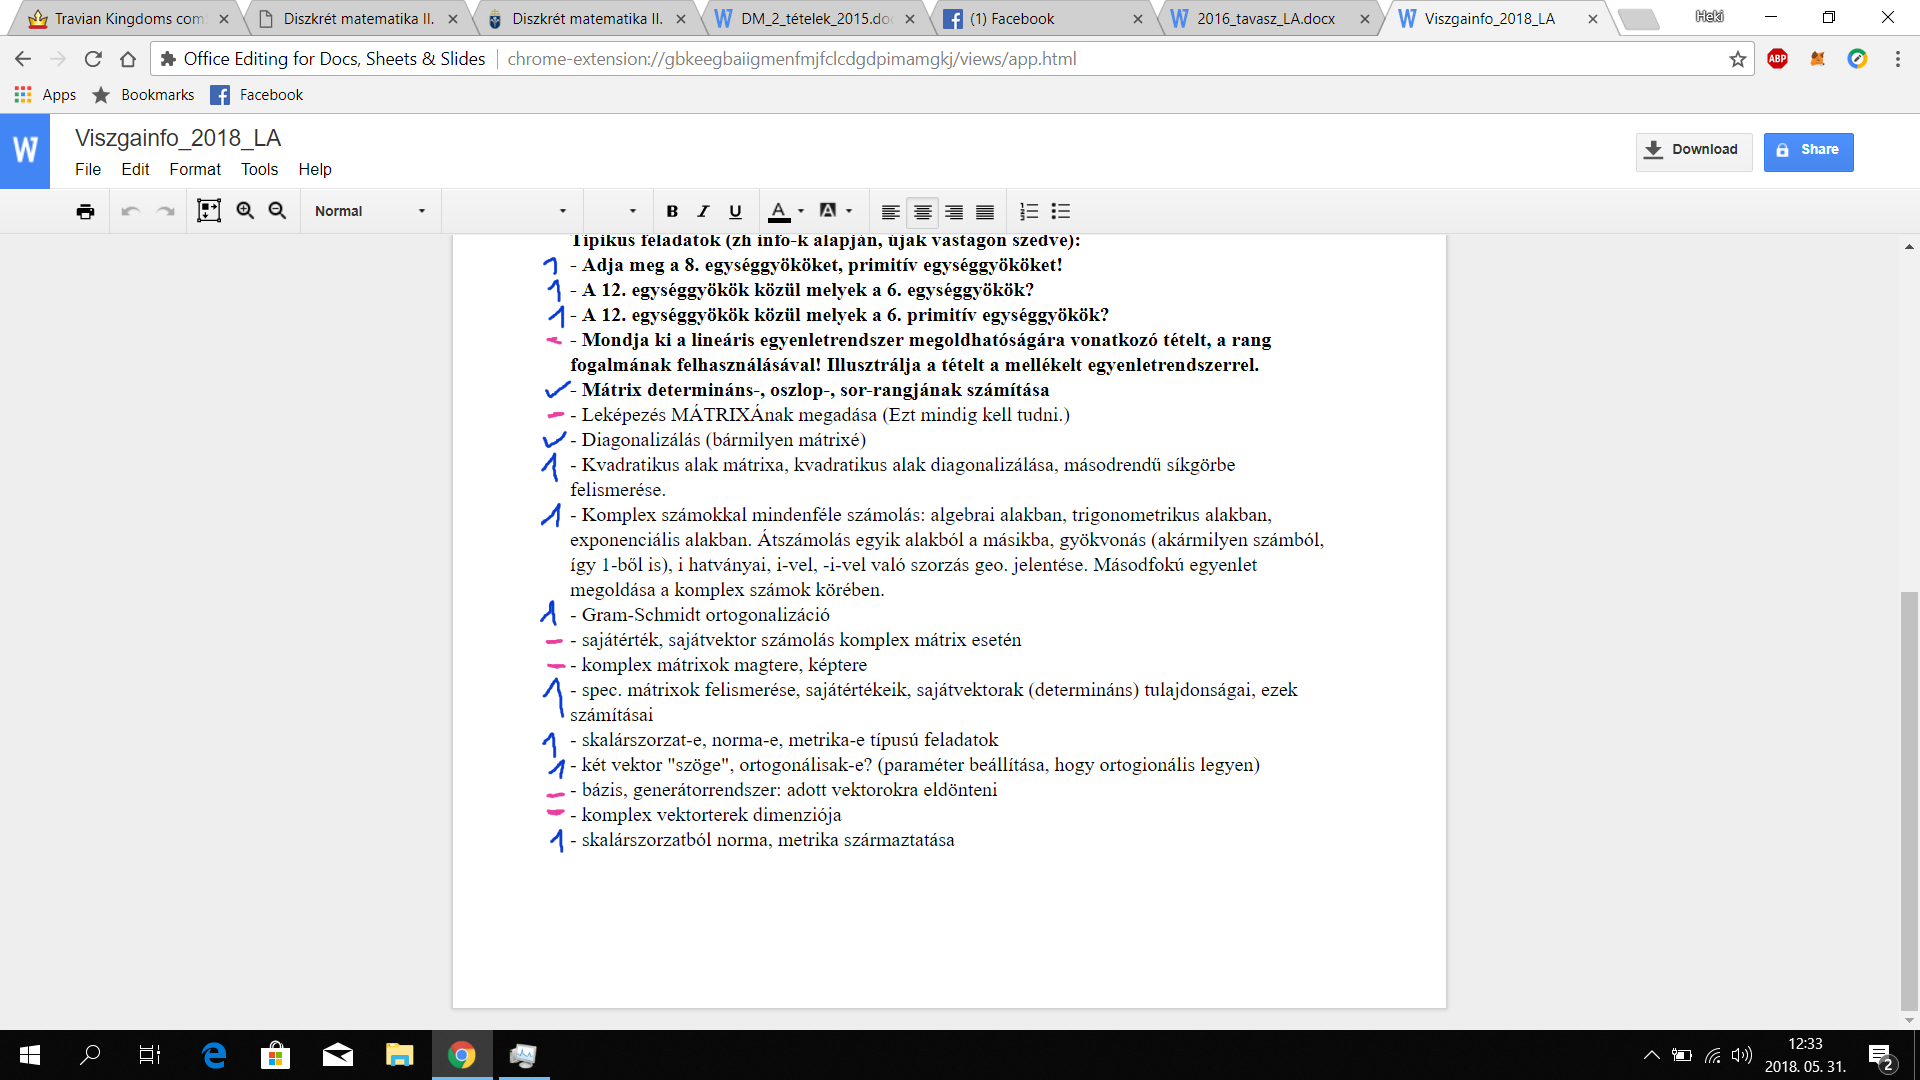 Travian Kingdoms com
Diszkrét matematika II.
Diszkrét matematika II.
DM_2_tételek_2015.do
(1) Facebook
2016_tavasz_LA.docx
Viszgainfo_2018_LA
Heki
Office Editing for Docs, Sheets & Slides
chrome-extension://gbkeegbaiigmenfmjfclcdgdpimamgkj/views/app.html
ABP
Apps
Bookmarks
Facebook
W
Viszgainfo_2018_LA
File Edit Format Tools Help
Download
Share
Normal
B I U A A
Tipikus feladatok (zh info-k alapján, újak vastagon szedve):
1 - Adja meg a 8. egységgyököket, primitív egységgyököket!
1 - A 12. egységgyökök közül melyek a 6. egységgyökök?
1 - A 12. egységgyökök közül melyek a 6. primitív egységgyökök?
- Mondja ki a lineáris egyenletrendszer megoldhatóságára vonatkozó tételt, a rang
fogalmának felhasználásával! Illusztrálja a tételt a mellékelt egyenletrendszerrel.
✓ - Mátrix determináns-, oszlop-, sor-rangjának számítása
- Leképezés MÁTRIXÁnak megadása (Ezt mindig kell tudni.)
✓ - Diagonalizálás (bármilyen mátrixé)
1 - Kvadratikus alak mátrixa, kvadratikus alak diagonalizálása, másodrendű síkgörbe
felismerése.
1 - Komplex számokkal mindenféle számolás: algebrai alakban, trigonometrikus alakban,
exponenciális alakban. Átszámolás egyik alakból a másikba, gyökvonás (akármilyen számból,
így 1-ből is), i hatványai, i-vel, -i-vel való szorzás geo. jelentése. Másodfokú egyenlet
megoldása a komplex számok körében.
1 - Gram-Schmidt ortogonalizáció
- sajátérték, sajátvektor számolás komplex mátrix esetén
- komplex mátrixok magtere, képtere
1 - spec. mátrixok felismerése, sajátértékeik, sajátvektorak (determináns) tulajdonságai, ezek
számításai
1 - skalárszorzat-e, norma-e, metrika-e típusú feladatok
1 - két vektor "szöge", ortogonálisak-e? (paraméter beállítása, hogy ortogionális legyen)
- bázis, generátorrendszer: adott vektorokra eldönteni
- komplex vektorterek dimenziója
1 - skalárszorzatból norma, metrika származtatása
12:33
2018. 05. 31.
2